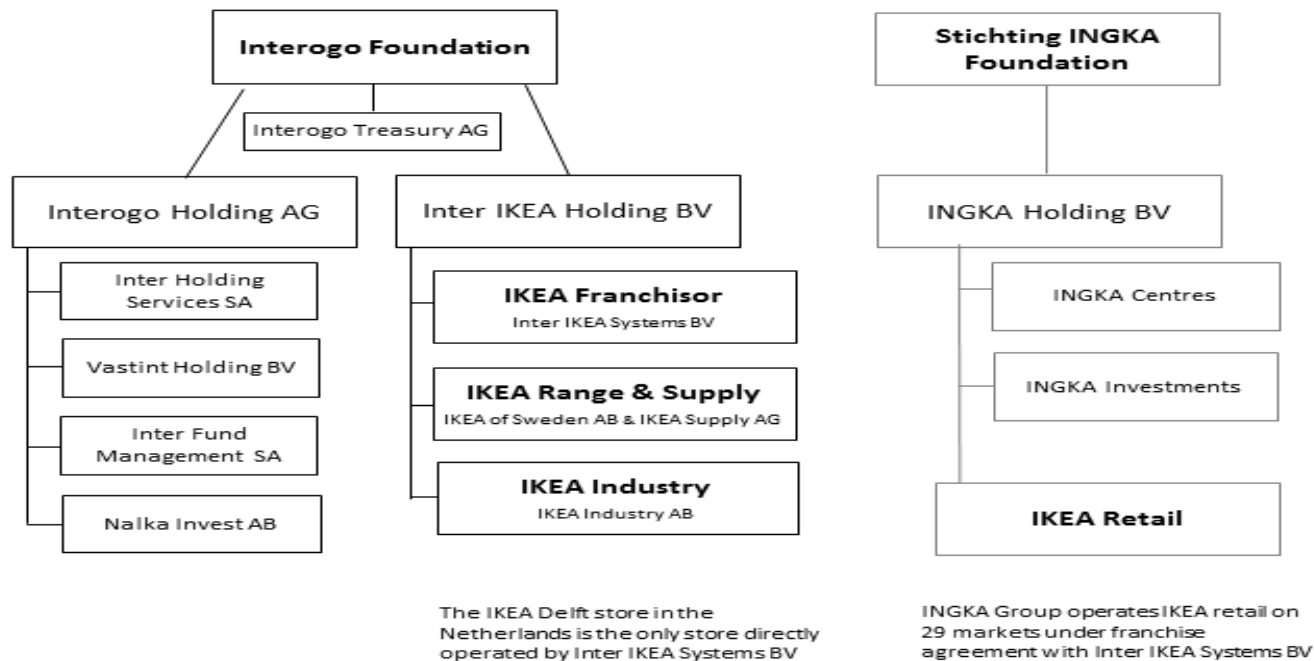 Interogo Foundation
Interogo Treasury AG
Interogo Holding AG
Inter Holding
Services SA
Vastint Holding BV
Inter Fund
Management SA
Nalka Invest AB
Inter IKEA Holding BV
IKEA Franchisor
Inter IKEA Systems BV
IKEA Range & Supply
IKEA of Sweden AB & IKEA Supply AG
IKEA Industry
IKEA Industry AB
The IKEA Delft store in the
Netherlands is the only store directly
operated by Inter IKEA Systems BV
Stichting INGKA
Foundation
INGKA Holding BV
INGKA Centres
INGKA Investments
IKEA Retail
INGKA Group operates IKEA retail on
29 markets under franchise
agreement with Inter IKEA Systems BV